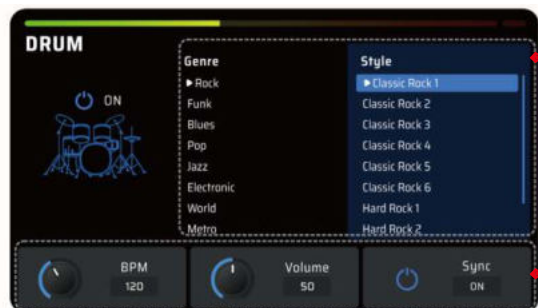 DRUM
ON
Genre
Rock
Funk
Blues
Pop
Jazz
Electronic
World
Metro
Style
Classic Rock 1
Classic Rock 2
Classic Rock 3
Classic Rock 4
Classic Rock 5
Classic Rock 6
Hard Rock 1
Hard Rock 2
BPM
120
Volume
50
Sync
ON